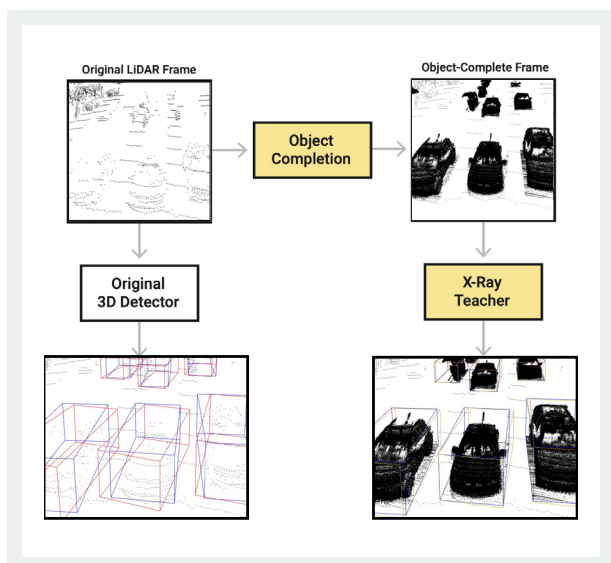 Original LiDAR Frame
Object-Complete Frame
Object
Completion
Original
3D Detector
X-Ray
Teacher